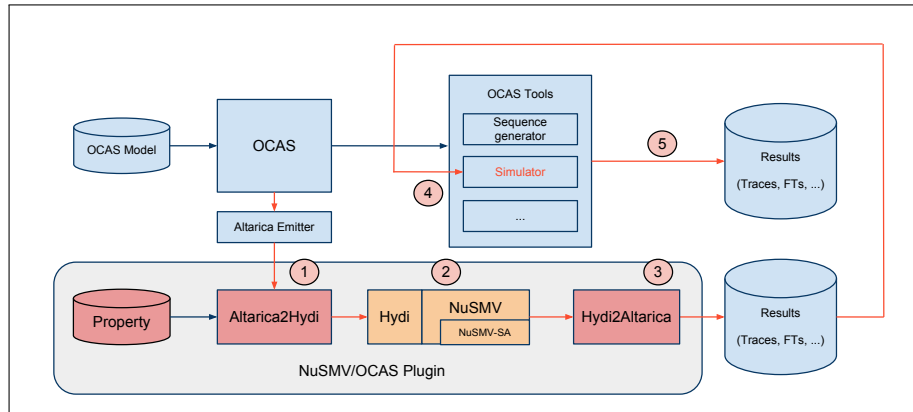 OCAS Tools
Sequence
generator
5
OCAS
OCAS Model
Results
Simulator
(Traces, FTs, ...)
4
...
Altarica Emitter
1
2
3
Property
Altarica2Hydi
Hydi
NuSMV
NuSMV-SA
Hydi2Altarica
Results
(Traces, FTs, ...)
NuSMV/OCAS Plugin